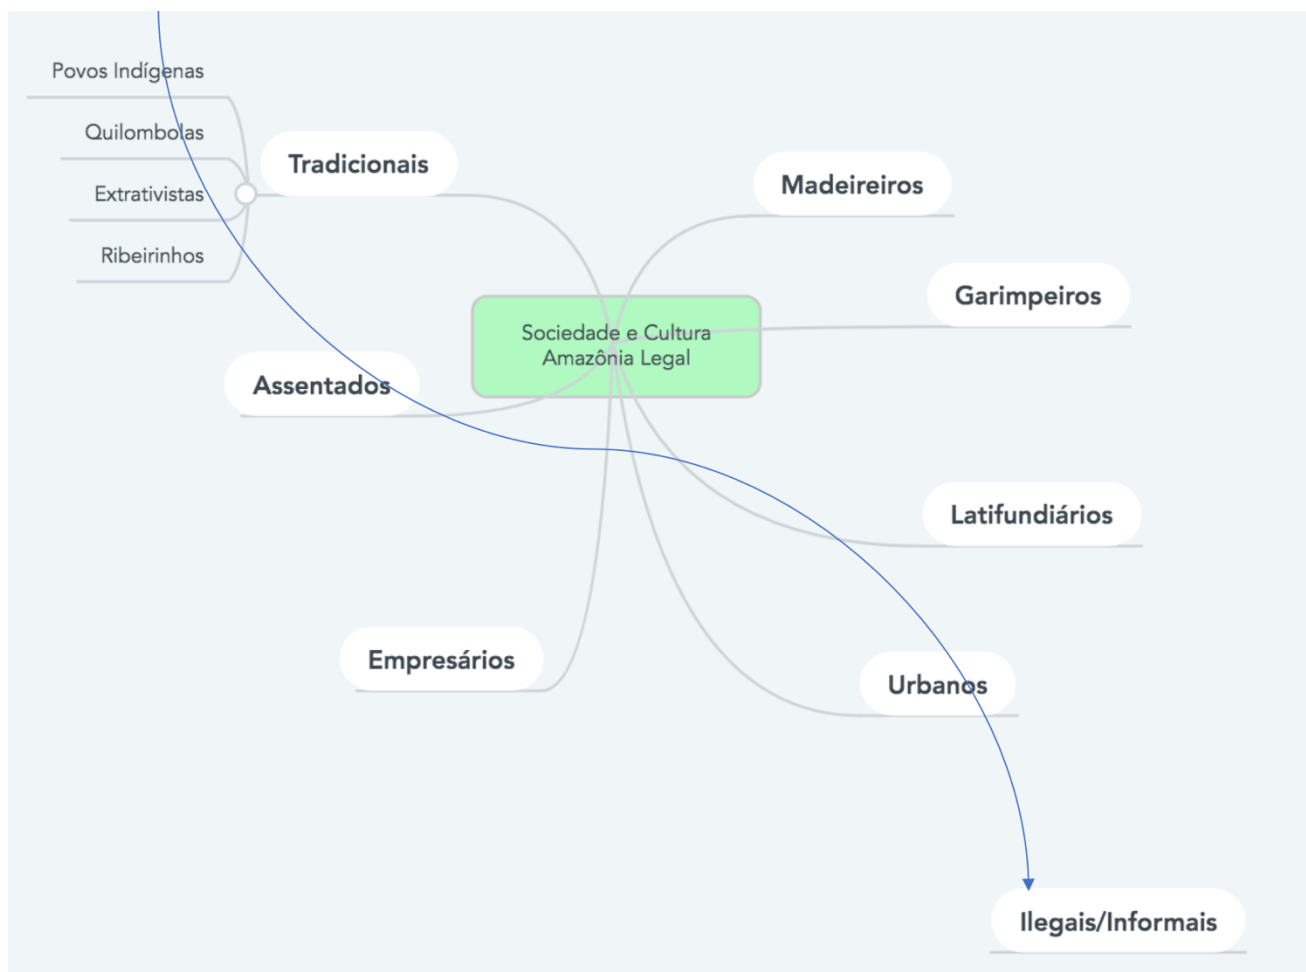 Povos Indígenas
Quilombolas
Extrativistas
Ribeirinhos
Tradicionais
Madeireiros
Garimpeiros
Sociedade e Cultura
Amazônia Legal
Assentados
Latifundiários
Empresários
Urbanos
Ilegais/Informais